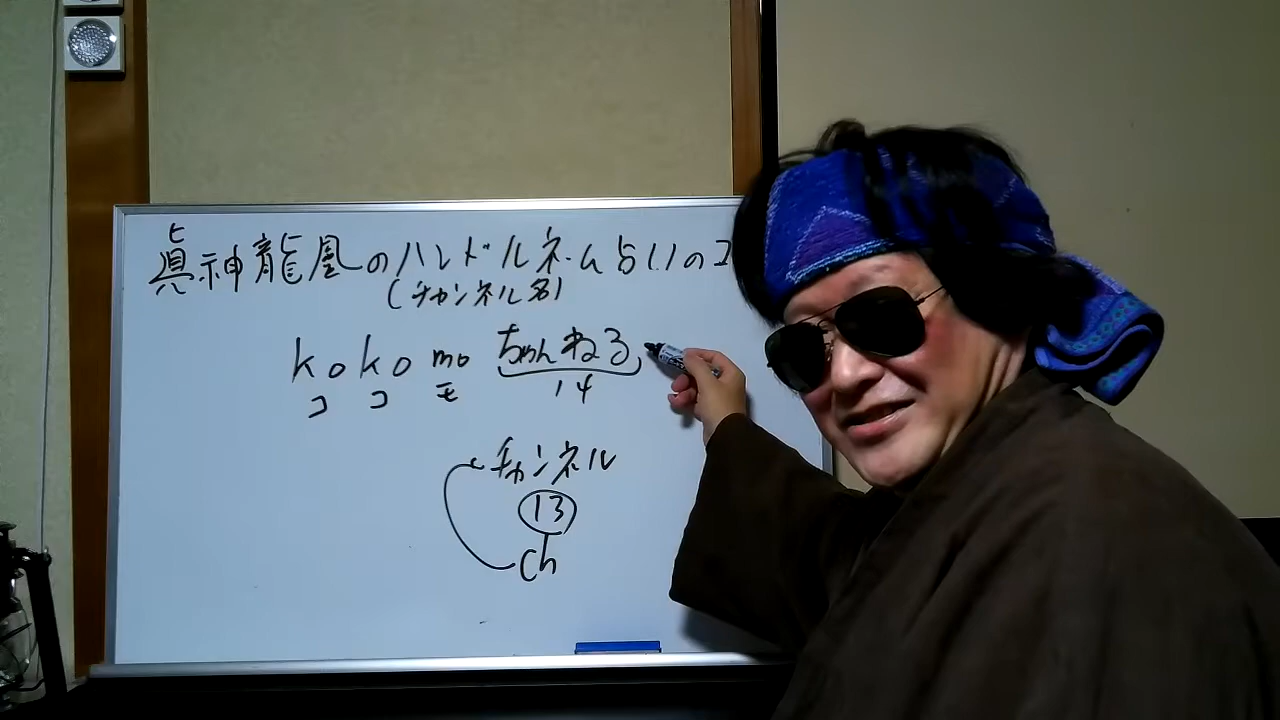 眞神龍凰のハンドルネーム占いのコ
(チャンネル名)
kokomo ちゃんねる
ココモ 14
チャンネル
13
Ch